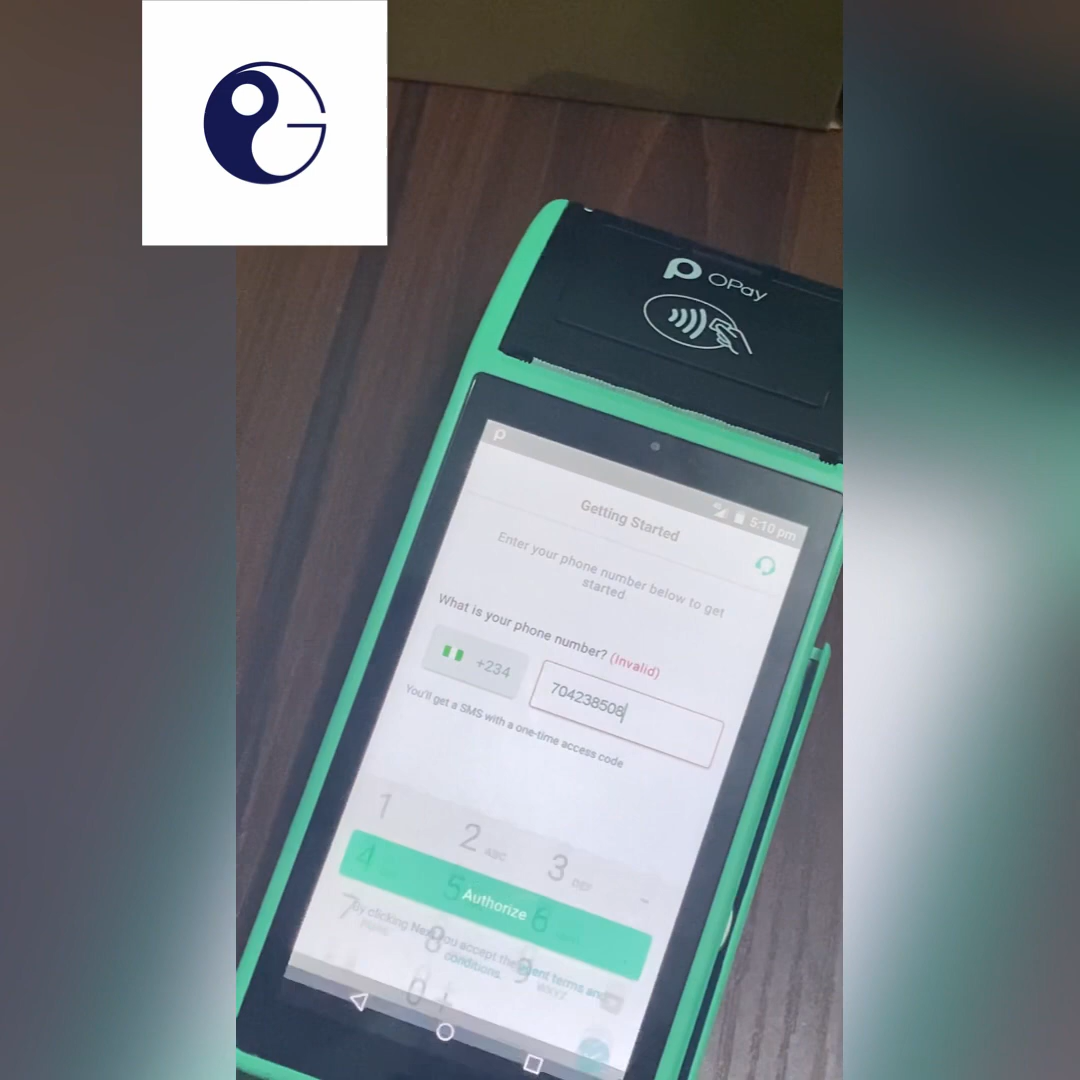 OPay
5:10 pm
Getting Started
Enter your phone number below to get
started
What is your phone number? (Invalid)
+234
704238508
You'll get a SMS with a one-time access code
1
2 ABC
3 DEF
-
4
5
6
Authorize
7
8
9 WXYZ
By clicking Next you accept the agent terms and
conditions.
0 +